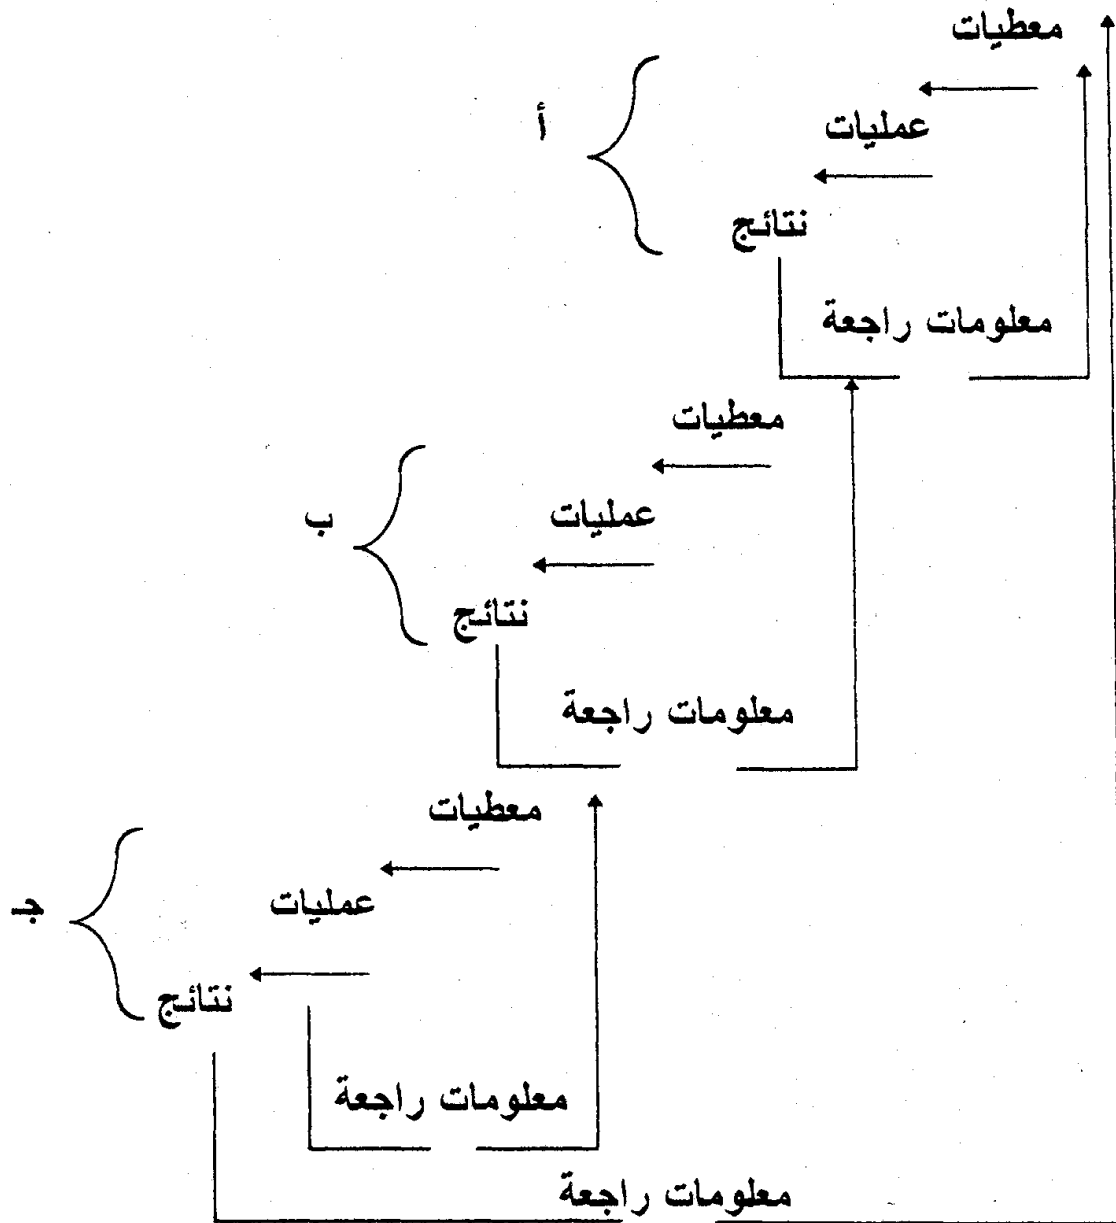 معطيات
أ
عمليات
نتائج
معلومات راجعة
معطيات
ب
عمليات
نتائج
معلومات راجعة
معطيات
جـ
عمليات
نتائج
معلومات راجعة
معلومات راجعة